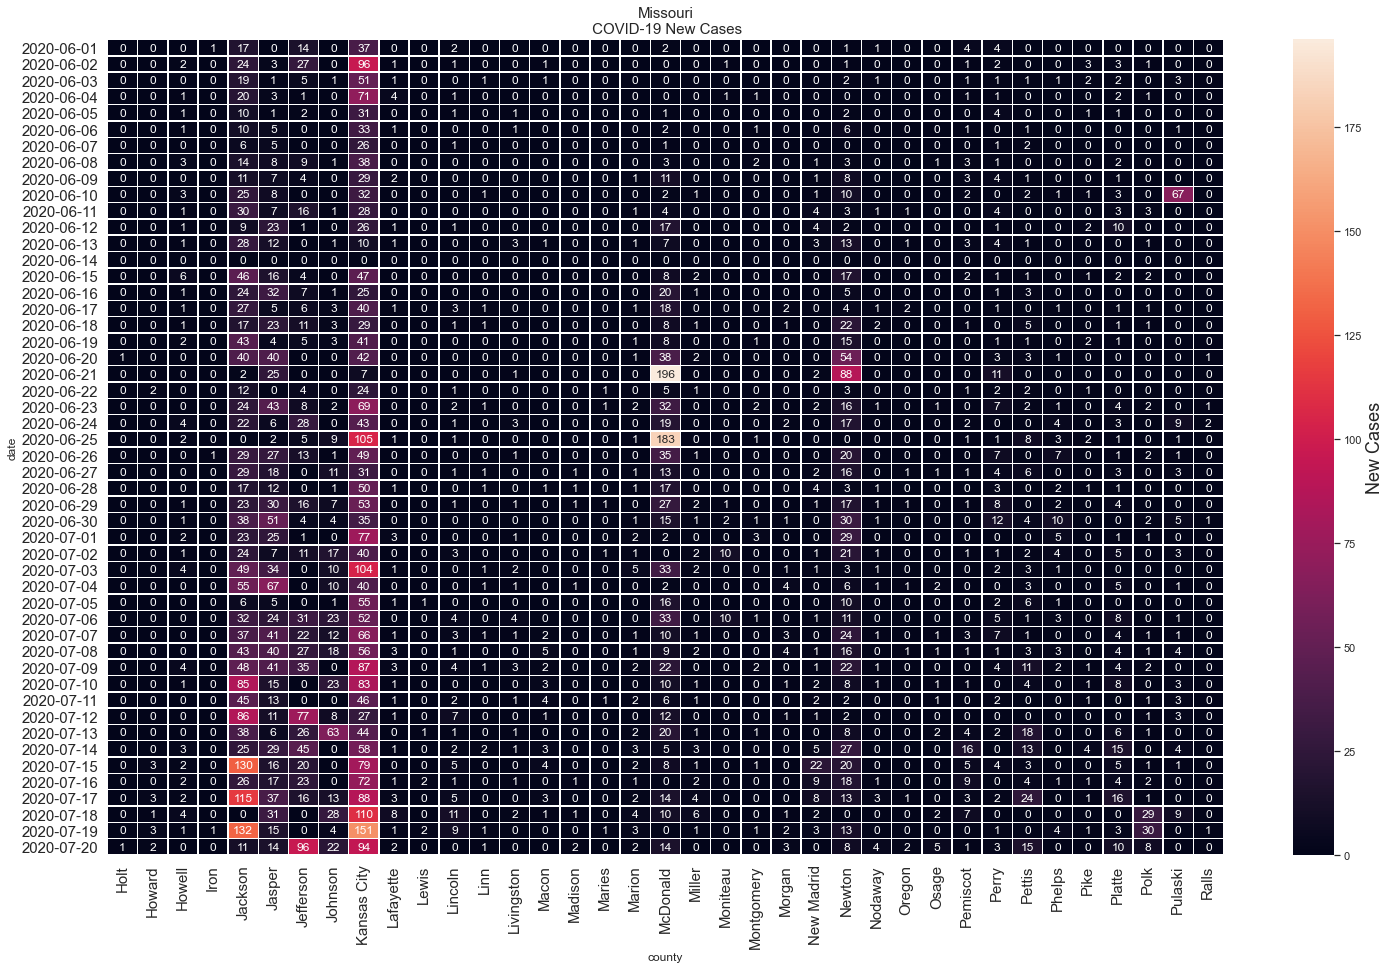 Missouri
COVID-19 New Cases
2020-06-01 0 0 0 1 17 0 14 0 37 0 0 2 0 0 0 0 0 0 2 0 0 0 0 0 1 1 0 0 4 4 0 0 0 0 0 0 0
2020-06-02 0 0 2 0 24 3 27 0 96 1 0 1 0 0 1 0 0 0 0 0 1 0 0 0 1 0 0 0 1 2 0 0 3 3 1 0 0
2020-06-03 0 0 0 0 19 1 5 1 51 1 0 0 1 0 1 0 0 0 0 0 0 0 0 0 2 1 0 0 1 1 1 1 2 2 0 3 0
2020-06-04 0 0 1 0 20 3 1 0 71 4 0 1 0 0 0 0 0 0 0 0 1 1 0 0 0 0 0 0 1 1 0 0 0 2 1 0 0
2020-06-05 0 0 1 0 10 1 2 0 31 0 0 1 0 1 0 0 0 0 1 0 0 0 0 0 2 0 0 0 0 4 0 0 1 1 0 0 0
2020-06-06 0 0 1 0 10 5 0 0 33 1 0 0 0 1 0 0 0 0 2 0 0 1 0 0 6 0 0 0 1 0 1 0 0 0 0 1 0
2020-06-07 0 0 0 0 6 5 0 0 26 0 0 1 0 0 0 0 0 0 1 0 0 0 0 0 0 0 0 0 0 1 2 0 0 0 0 0 0
2020-06-08 0 0 3 0 14 8 9 1 38 0 0 0 0 0 0 0 0 0 3 0 0 2 0 1 3 0 0 1 3 1 0 0 0 2 0 0 0
2020-06-09 0 0 0 0 11 7 4 0 29 2 0 0 0 0 0 0 0 1 11 0 0 0 0 1 8 0 0 0 3 4 1 0 0 1 0 0 0
2020-06-10 0 0 3 0 25 8 0 0 32 0 0 0 1 0 0 0 0 0 2 1 0 0 0 1 10 0 0 0 2 0 2 1 1 3 0 67 0
2020-06-11 0 0 1 0 30 7 16 1 28 0 0 0 0 0 0 0 0 1 4 0 0 0 0 4 3 1 1 0 0 4 0 0 0 3 3 0 0
2020-06-12 0 0 1 0 9 23 1 0 26 1 0 1 0 0 0 0 0 0 17 0 0 0 0 4 2 0 0 0 0 1 0 0 2 10 0 0 0
2020-06-13 0 0 1 0 28 12 0 1 10 1 0 0 0 3 1 0 0 1 7 0 0 0 0 3 13 0 1 0 3 4 1 0 0 0 1 0 0
2020-06-14 0 0 0 0 0 0 0 0 0 0 0 0 0 0 0 0 0 0 0 0 0 0 0 0 0 0 0 0 0 0 0 0 0 0 0 0 0
2020-06-15 0 0 6 0 46 16 4 0 47 0 0 0 0 0 0 0 0 0 8 2 0 0 0 0 17 0 0 0 2 1 1 0 1 2 2 0 0
2020-06-16 0 0 1 0 24 32 7 1 25 0 0 0 0 0 0 0 0 0 20 1 0 0 0 0 5 0 0 0 0 1 3 0 0 0 0 0 0
2020-06-17 0 0 1 0 27 5 6 3 40 1 0 3 1 0 0 0 0 1 18 0 0 0 2 0 4 1 2 0 0 1 0 1 0 1 1 0 0
2020-06-18 0 0 1 0 17 23 11 3 29 0 0 1 1 0 0 0 0 0 8 1 0 0 1 0 22 2 0 0 1 0 5 0 0 1 1 0 0
2020-06-19 0 0 2 0 43 4 5 3 41 0 0 0 0 0 0 0 0 0 8 0 0 1 0 0 15 0 0 0 0 1 1 0 2 1 0 0 0
2020-06-20 1 0 0 0 40 40 0 0 42 0 0 0 0 0 0 0 0 1 38 2 0 0 0 0 54 0 0 0 0 3 3 1 0 0 0 0 1
2020-06-21 0 0 0 0 2 25 0 0 7 0 0 0 0 1 0 0 0 0 196 0 0 0 0 2 88 0 0 0 0 11 0 0 0 0 0 0 0
2020-06-22 0 2 0 0 12 0 4 0 24 0 0 1 0 0 0 0 1 0 5 1 0 0 0 0 3 0 0 0 1 2 2 0 1 0 0 0 0
2020-06-23 0 0 0 0 24 43 8 2 69 0 0 2 1 0 0 0 1 2 32 0 0 2 0 2 16 1 0 1 0 7 2 1 0 4 2 0 1
2020-06-24 0 0 4 0 22 6 28 0 43 0 0 1 0 3 0 0 0 0 19 0 0 0 0 2 17 0 0 0 2 0 0 4 0 3 0 9 2
2020-06-25 0 0 2 0 0 2 5 9 105 1 0 1 0 0 0 0 0 1 183 0 0 1 0 0 0 0 0 0 1 1 8 3 2 1 0 1 0
2020-06-26 0 0 0 1 29 27 13 1 49 0 0 0 0 1 0 0 0 0 35 1 0 0 0 0 20 0 0 0 0 7 0 7 0 1 2 1 0
2020-06-27 0 0 0 0 29 18 0 11 31 0 0 1 1 0 0 1 0 1 13 0 0 0 0 2 16 0 1 1 1 4 6 0 0 3 0 3 0
2020-06-28 0 0 0 0 17 12 0 1 50 1 0 0 1 0 1 1 0 1 17 0 0 0 0 4 3 1 0 0 0 3 0 2 1 1 0 0 0
2020-06-29 0 0 1 0 23 30 16 7 53 0 0 1 0 1 0 1 1 0 27 2 1 0 0 1 17 1 1 0 1 8 0 2 0 4 0 0 0
2020-06-30 0 0 1 0 38 51 4 4 35 0 0 0 0 0 0 0 0 1 15 1 2 1 1 0 30 1 0 0 0 12 4 10 0 0 2 5 1
2020-07-01 0 0 2 0 23 25 1 0 77 3 0 0 0 1 0 0 0 2 2 0 0 3 0 0 29 0 0 0 0 0 0 5 0 1 1 0 0
2020-07-02 0 0 1 0 24 7 11 17 40 0 0 3 0 0 0 0 1 1 0 2 10 0 0 1 21 1 0 0 1 1 2 4 0 5 0 3 0
2020-07-03 0 0 4 0 49 34 0 10 104 1 0 0 1 2 0 0 0 5 33 2 0 0 1 1 3 1 0 0 0 2 3 1 0 0 0 0 0
2020-07-04 0 0 0 0 55 67 0 10 40 0 0 0 1 1 0 1 0 0 2 0 0 0 4 0 6 1 1 2 0 0 3 0 0 5 0 1 0
2020-07-05 0 0 0 0 6 5 0 1 55 1 1 0 0 0 0 0 0 0 16 0 0 0 0 0 10 0 0 0 0 2 6 1 0 0 0 0 0
2020-07-06 0 0 0 0 32 24 31 23 52 0 0 4 0 4 0 0 0 0 33 0 10 1 0 1 11 0 0 0 0 5 1 3 0 8 0 1 0
2020-07-07 0 0 0 0 37 41 22 12 66 1 0 3 1 1 2 0 0 1 10 1 0 0 3 0 24 1 0 1 3 7 1 0 0 4 1 1 0
2020-07-08 0 0 0 0 43 40 27 18 56 3 0 1 0 0 5 0 0 1 9 2 0 0 4 1 16 0 1 1 1 1 3 3 0 4 1 4 0
2020-07-09 0 0 4 0 48 41 35 0 87 3 0 4 1 3 2 0 0 2 22 0 0 2 0 1 22 1 0 0 0 4 11 2 1 4 2 0 0
2020-07-10 0 0 1 0 85 15 0 23 83 1 0 0 0 0 3 0 0 0 10 1 0 0 1 2 8 1 0 1 1 0 4 0 1 8 0 3 0
2020-07-11 0 0 0 0 45 13 0 0 46 1 0 2 0 1 4 0 1 2 6 1 0 0 0 2 2 0 0 1 0 2 0 0 1 0 1 3 0
2020-07-12 0 0 0 0 86 11 77 8 27 1 0 7 0 0 1 0 0 0 12 0 0 0 1 1 2 0 0 0 0 0 0 0 0 0 1 3 0
2020-07-13 0 0 0 0 38 6 26 63 44 0 1 1 0 1 0 0 0 2 20 1 0 1 0 0 8 0 0 2 4 2 18 0 0 6 1 0 0
2020-07-14 0 0 3 0 25 29 45 0 58 1 0 2 2 1 3 0 0 3 5 3 0 0 0 5 27 0 0 0 16 0 13 0 4 15 0 4 0
2020-07-15 0 3 2 0 130 16 20 0 79 0 0 5 0 0 4 0 0 2 8 1 0 1 0 22 20 0 0 0 5 4 3 0 0 5 1 1 0
2020-07-16 0 0 2 0 26 17 23 0 72 1 2 1 0 1 0 1 0 1 5 1 0 0 0 9 18 1 0 0 9 0 4 1 1 4 2 0 0
2020-07-17 0 3 2 0 115 37 16 13 88 3 0 5 0 0 3 0 0 2 14 4 0 0 0 8 13 3 1 0 3 2 24 0 1 16 1 0 0
2020-07-18 0 1 4 0 0 31 0 28 110 8 0 11 0 2 1 1 0 4 10 6 0 1 0 0 4 0 0 2 7 0 0 0 0 0 29 9 0
2020-07-19 0 3 1 1 132 15 0 4 151 1 2 9 1 0 0 0 0 3 0 1 0 1 2 3 13 0 0 0 0 1 0 4 1 3 30 0 1
2020-07-20 1 2 0 0 11 14 96 22 94 2 0 0 0 0 0 2 0 2 14 0 0 0 3 0 8 4 2 5 1 3 15 0 0 10 8 0 0
date
Holt Howard Howell Iron Jackson Jasper Jefferson Johnson Kansas City Lafayette Lewis Lincoln Linn Livingston Macon Madison Maries Marion McDonald Miller Moniteau Montgomery Morgan New Madrid Newton Nodaway Oregon Osage Pemiscot Perry Pettis Phelps Pike Platte Polk Pulaski Ralls
county
175
150
125
100
75
50
25
0
New Cases